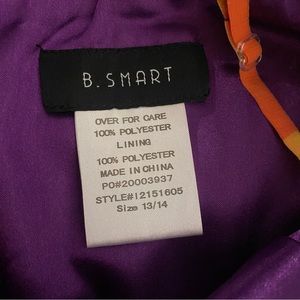 B. SMART
OVER FOR CARE
100% POLYESTER
LINING
100% POLYESTER
MADE IN CHINA
PO#20003937
STYLE#12151605
Size 13/14